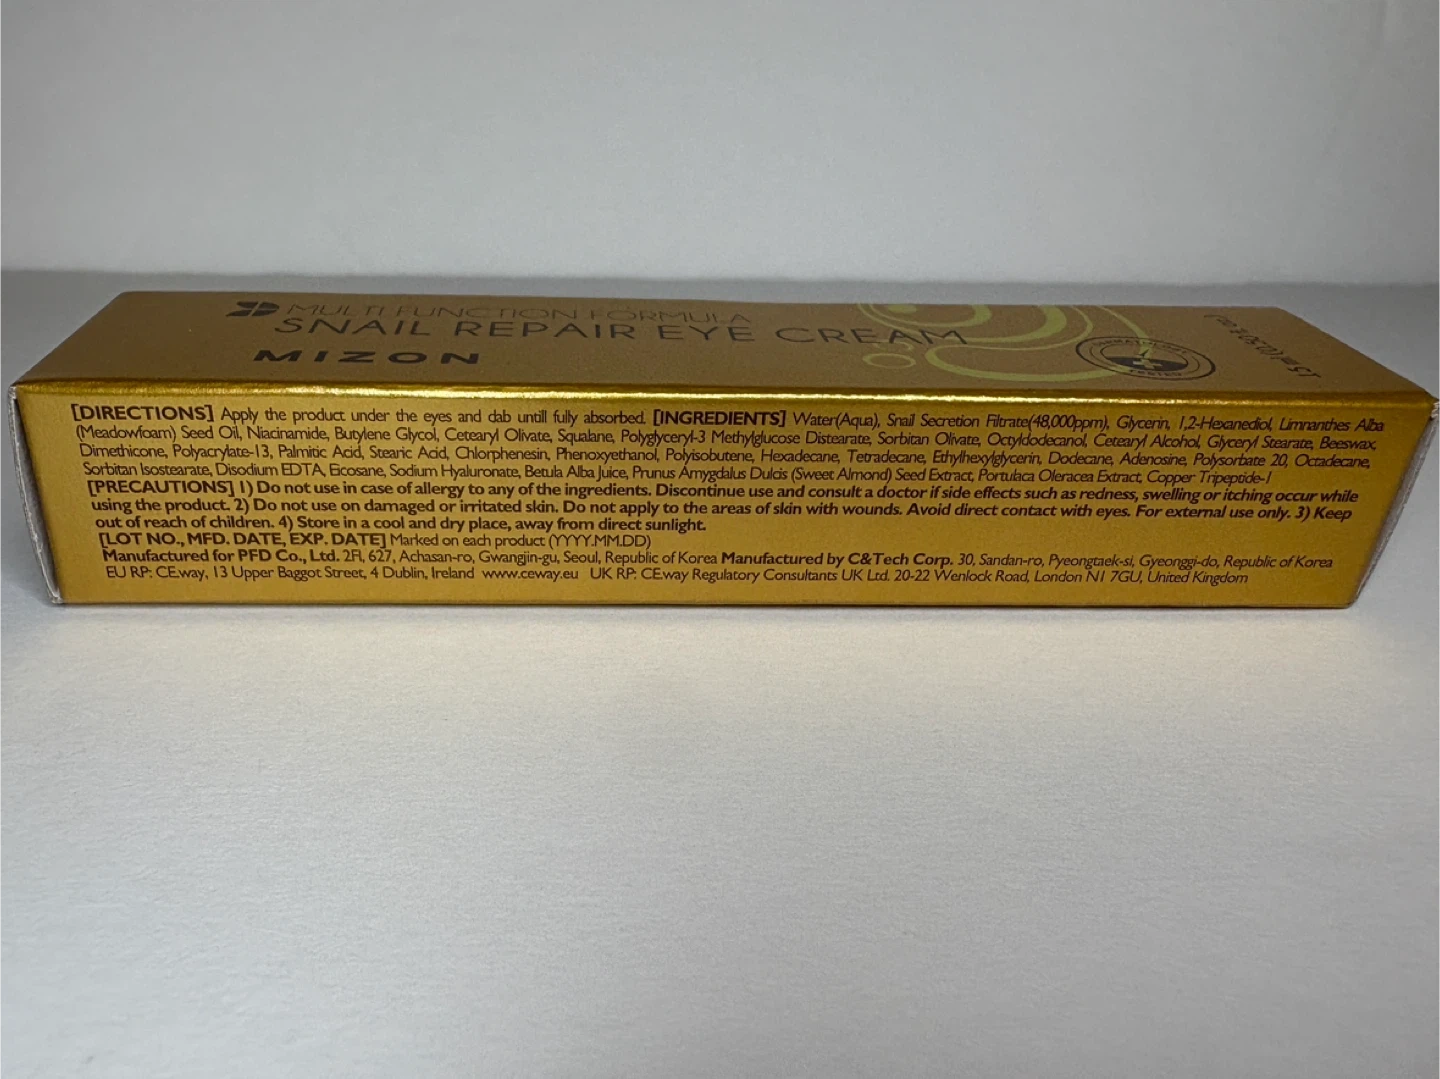 MULTI FUNCTION FORMULA
SNAIL REPAIR EYE CREAM
MIZON
DERMATOLOGY
TESTED
15 ml (0.50 fl. oz.)
[DIRECTIONS] Apply the product under the eyes and dab untill fully absorbed. [INGREDIENTS] Water(Aqua), Snail Secretion Filtrate(48,000ppm), Glycerin, 1,2-Hexanediol, Limnanthes Alba
(Meadowfoam) Seed Oil, Niacinamide, Butylene Glycol, Cetearyl Olivate, Squalane, Polyglyceryl-3 Methylglucose Distearate, Sorbitan Olivate, Octyldodecanol, Cetearyl Alcohol, Glyceryl Stearate, Beeswax,
Dimethicone, Polyacrylate-13, Palmitic Acid, Stearic Acid, Chlorphenesin, Phenoxyethanol, Polyisobutene, Hexadecane, Tetradecane, Ethylhexylglycerin, Dodecane, Adenosine, Polysorbate 20, Octadecane,
Sorbitan Isostearate, Disodium EDTA, Eicosane, Sodium Hyaluronate, Betula Alba Juice, Prunus Amygdalus Dulcis (Sweet Almond) Seed Extract, Portulaca Oleracea Extract, Copper Tripeptide-1
[PRECAUTIONS] 1) Do not use in case of allergy to any of the ingredients. Discontinue use and consult a doctor if side effects such as redness, swelling or itching occur while
using the product. 2) Do not use on damaged or irritated skin. Do not apply to the areas of skin with wounds. Avoid direct contact with eyes. For external use only. 3) Keep
out of reach of children. 4) Store in a cool and dry place, away from direct sunlight.
[LOT NO., MFD. DATE, EXP. DATE] Marked on each product (YYYY.MM.DD)
Manufactured for PFD Co., Ltd. 2Fl, 627, Achasan-ro, Gwangjin-gu, Seoul, Republic of Korea Manufactured by C&Tech Corp. 30, Sandan-ro, Pyeongtaek-si, Gyeonggi-do, Republic of Korea
EU RP: CEway, 13 Upper Baggot Street, 4 Dublin, Ireland www.ceway.eu UK RP: CEway Regulatory Consultants UK Ltd. 20-22 Wenlock Road, London N1 7GU, United Kingdom